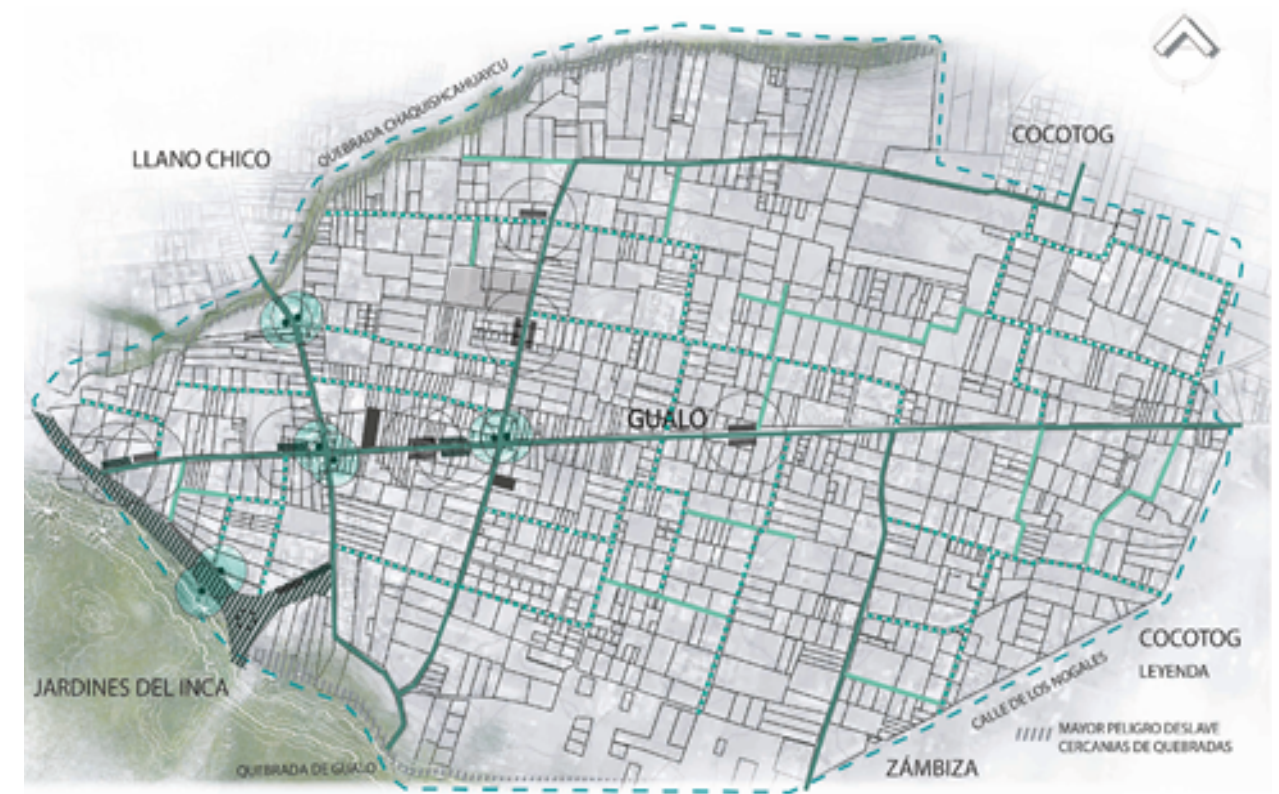 COCOTOG
QUEBRADA CHAQUISHCAHUAYCU
LLANO CHICO
GUALO
COCOTOG
LEYENDA
JARDINES DEL INCA
CALLE DE LOS NOGALES
MAYOR PELIGRO DESLAVE
CERCANIAS DE QUEBRADAS
QUEBRADA DE GUALO
ZÁMBIZA